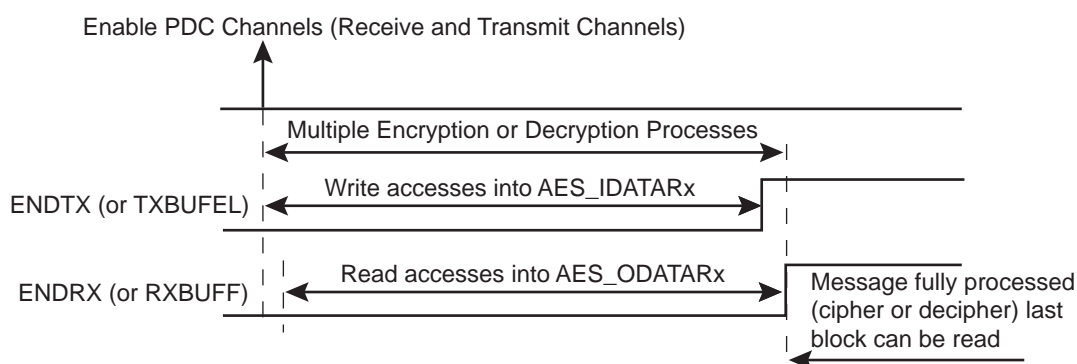 Enable PDC Channels (Receive and Transmit Channels)
Multiple Encryption or Decryption Processes
Write accesses into AES_IDATARx
ENDTX (or TXBUFEL)
Read accesses into AES_ODATARx
ENDRX (or RXBUFF)
Message fully processed
(cipher or decipher) last
block can be read